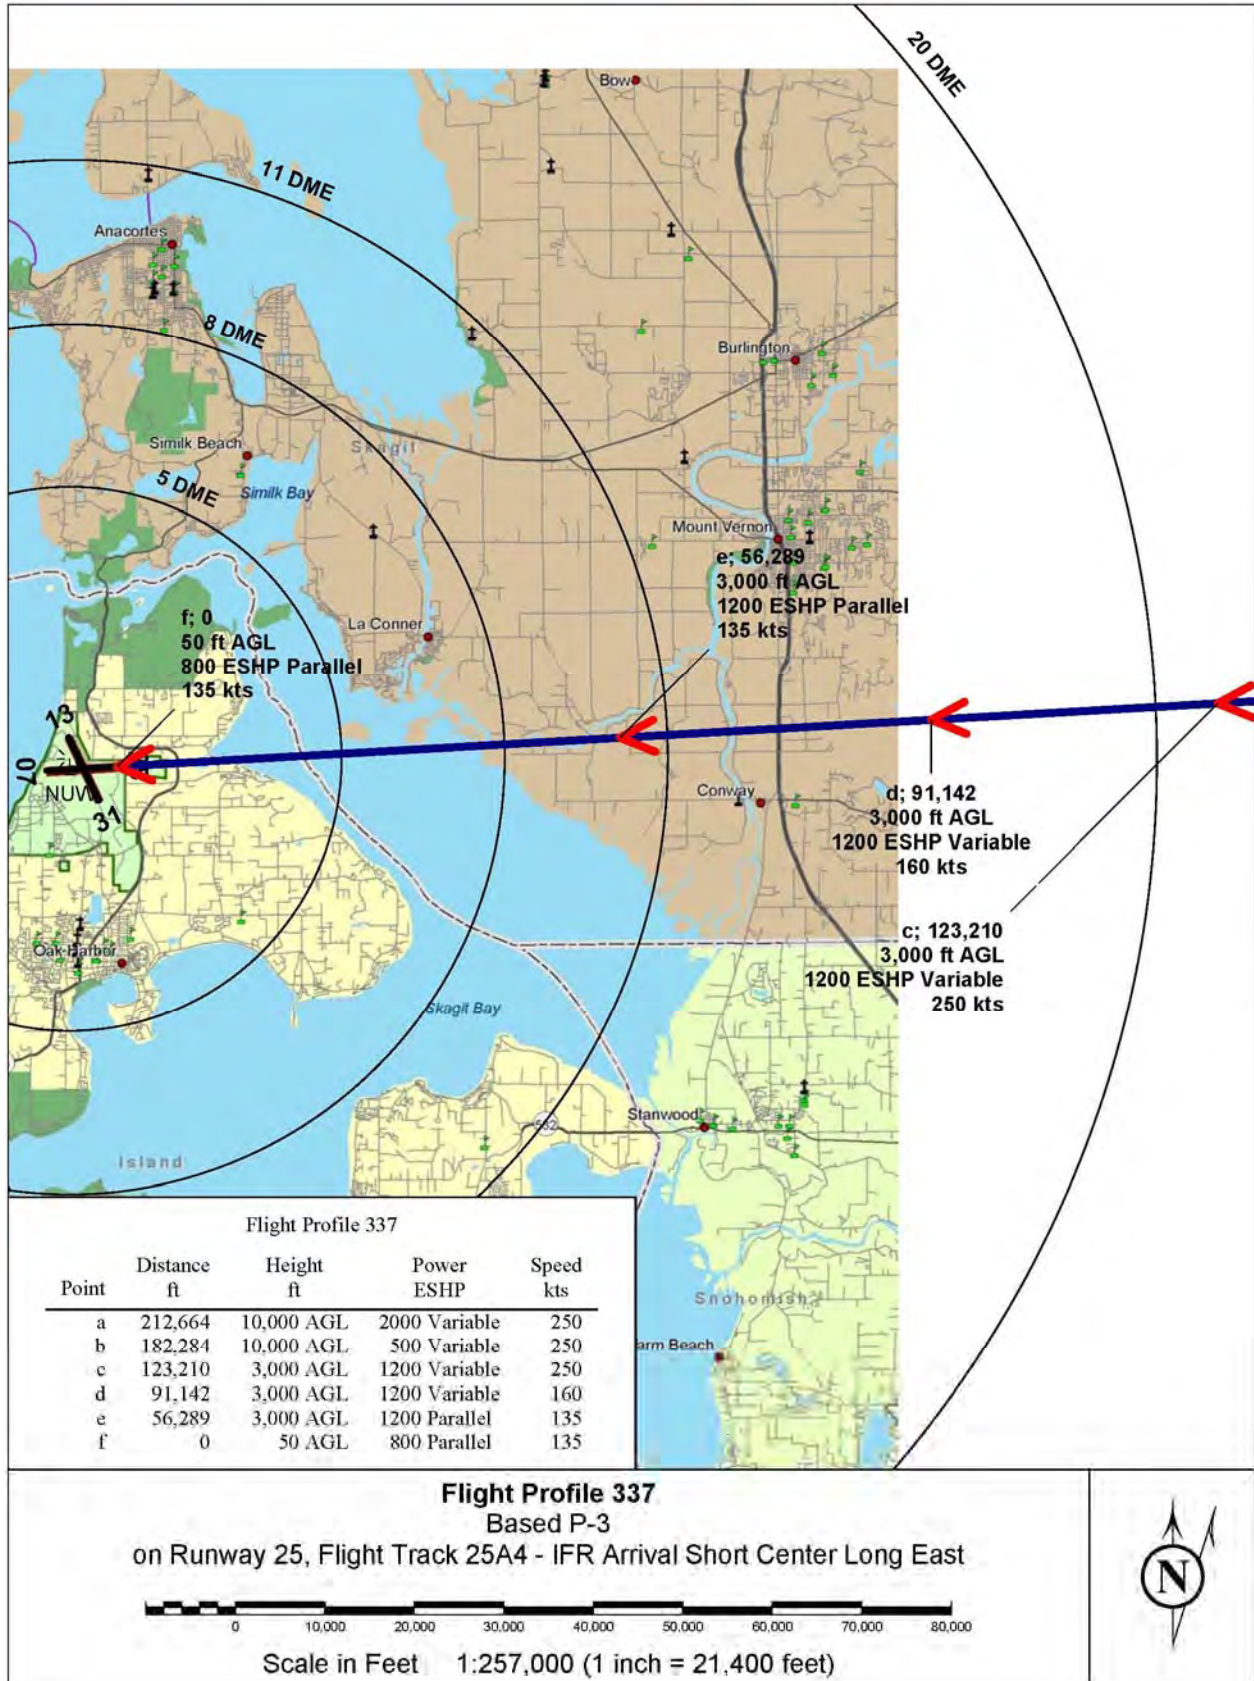 20 DME
Bow
11 DME
Anacortes
8 DME
Burlington
Similk Beach
Skagit
5 DME
Similk Bay
Mount Vernon
e; 56,289
3,000 ft AGL
1200 ESHP Parallel
135 kts
f; 0
50 ft AGL
800 ESHP Parallel
135 kts
La Conner
13
07
NUW
31
Conway
d; 91,142
3,000 ft AGL
1200 ESHP Variable
160 kts
c; 123,210
3,000 ft AGL
1200 ESHP Variable
250 kts
Oak Harbor
Skagit Bay
Stanwood
532
Island
Snohomish
arm Beach
Flight Profile 337
Point Distance ft Height ft Power ESHP Speed kts
a 212,664 10,000 AGL 2000 Variable 250
b 182,284 10,000 AGL 500 Variable 250
c 123,210 3,000 AGL 1200 Variable 250
d 91,142 3,000 AGL 1200 Variable 160
e 56,289 3,000 AGL 1200 Parallel 135
f 0 50 AGL 800 Parallel 135
Flight Profile 337
Based P-3
on Runway 25, Flight Track 25A4 - IFR Arrival Short Center Long East
0 10,000 20,000 30,000 40,000 50,000 60,000 70,000 80,000
Scale in Feet 1:257,000 (1 inch = 21,400 feet)
N